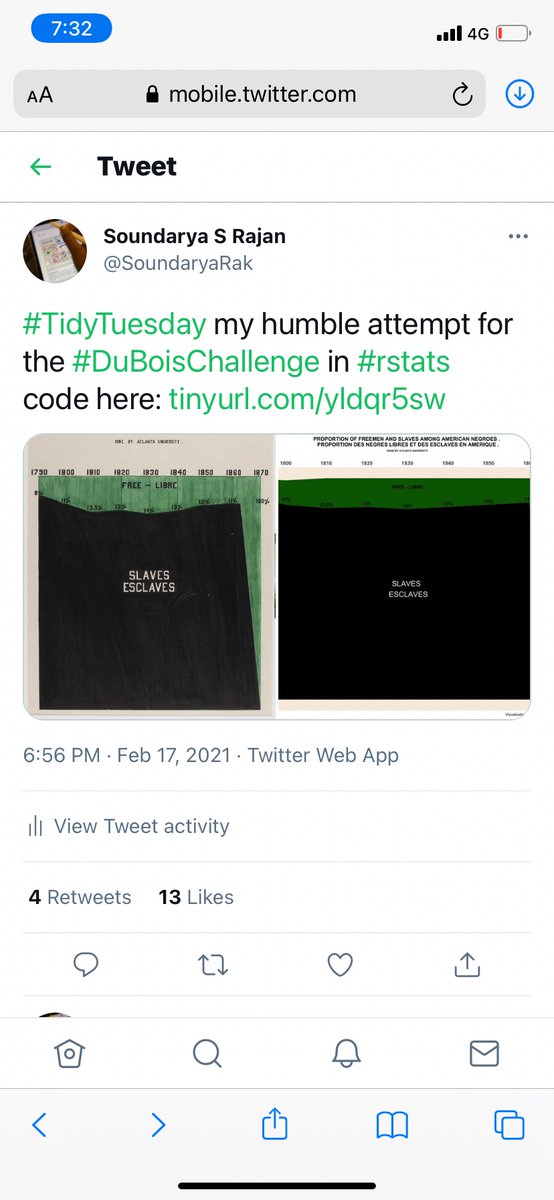 7:32
4G
AA
mobile.twitter.com
Tweet
Soundarya S Rajan
@SoundaryaRak
#TidyTuesday my humble attempt for
the #DuBoisChallenge in #rstats
code here: tinyurl.com/yldqr5sw
DONE BY ATLANTA UNIVERSITY.
1790 1800 1810 1820 1830 1840 1850 1860 1870
FREE – LIBRE
8% 11% 13.5% 13% 14% 13% 12% 11% 100%
SLAVES
ESCLAVES
PROPORTION OF FREEMEN AND SLAVES AMONG AMERICAN NEGROES .
PROPORTION DES NEGRES LIBRES ET DES ESCLAVES EN AMERIQUE .
DONE BY ATLANTA UNIVERSITY
1800 1810 1820 1830 1840 1850
FREE - LIBRE
11% 13.5% 13% 14% 13% 12%
SLAVES
ESCLAVES
6:56 PM · Feb 17, 2021 · Twitter Web App
View Tweet activity
4 Retweets 13 Likes